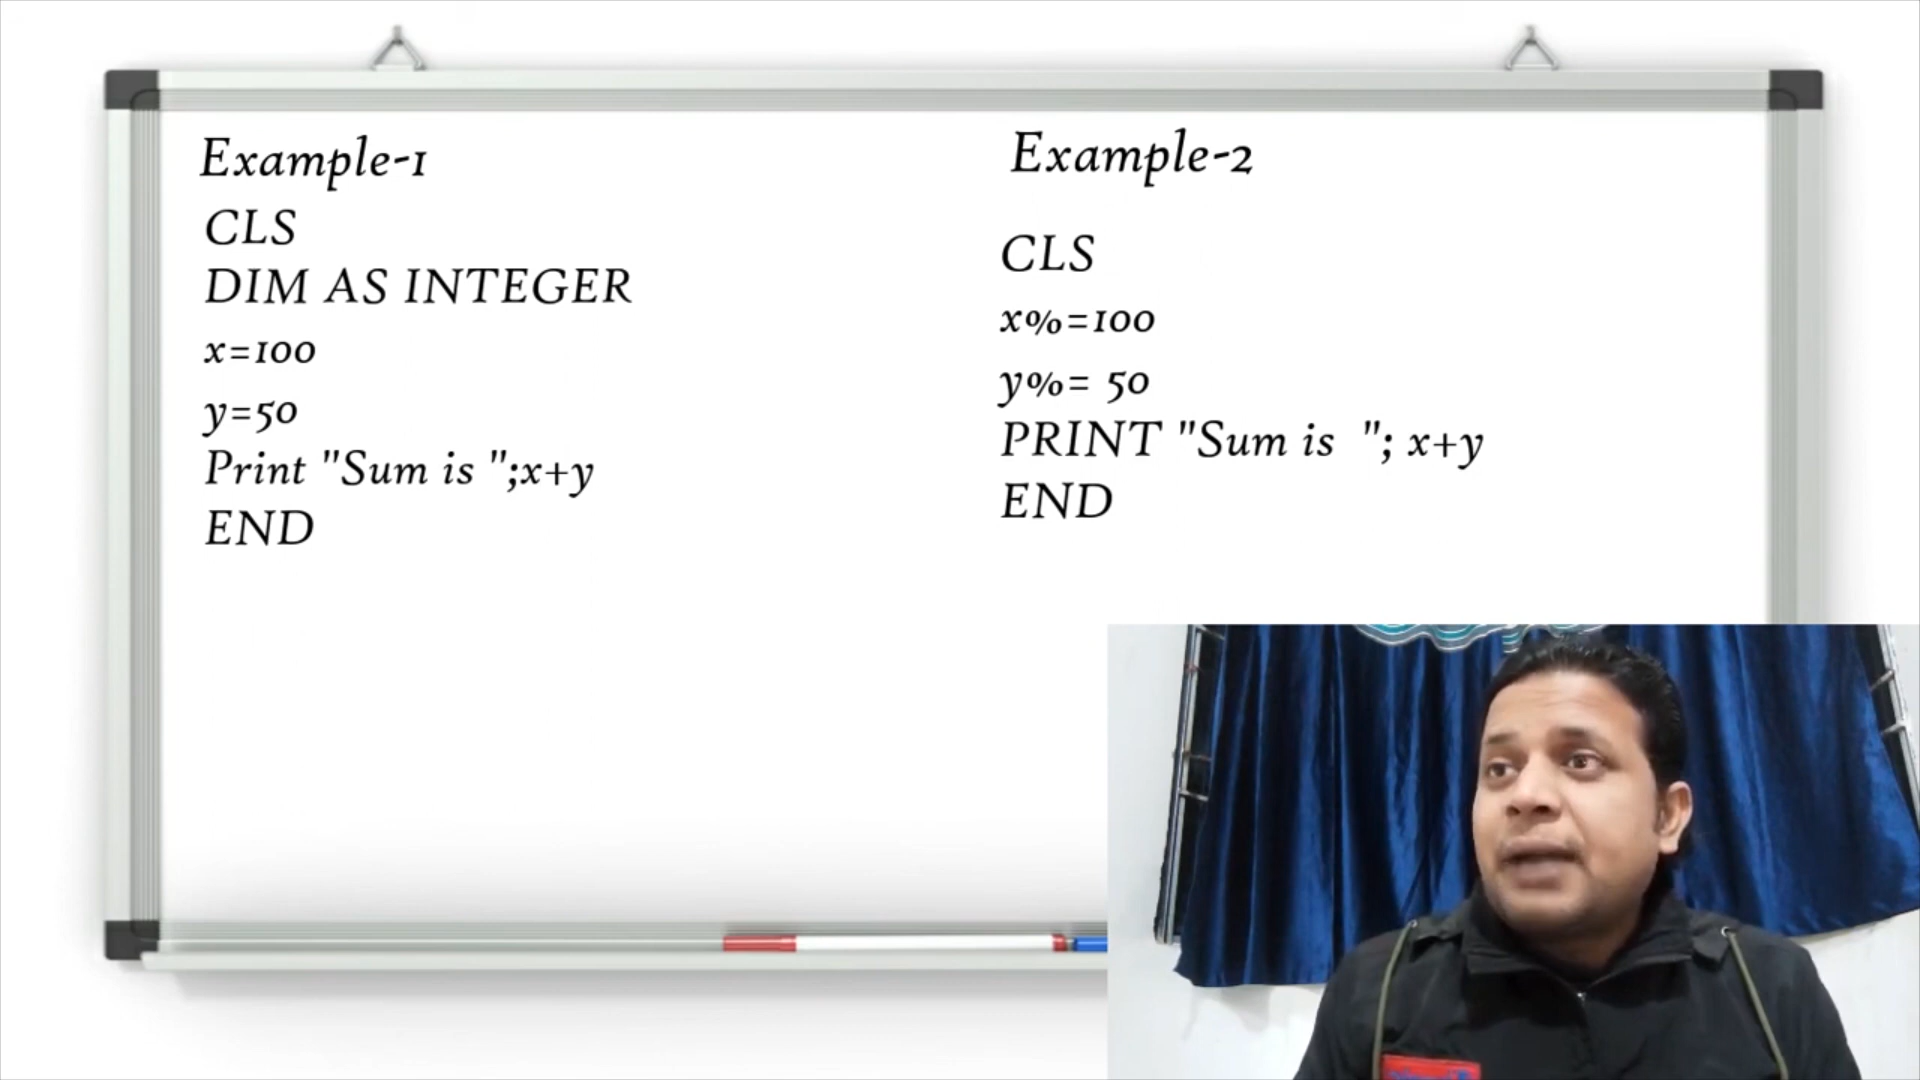 Example-1
CLS
DIM AS INTEGER
x=100
y=50
Print "Sum is ";x+y
END
Example-2
CLS
x%=100
y%= 50
PRINT "Sum is  "; x+y
END